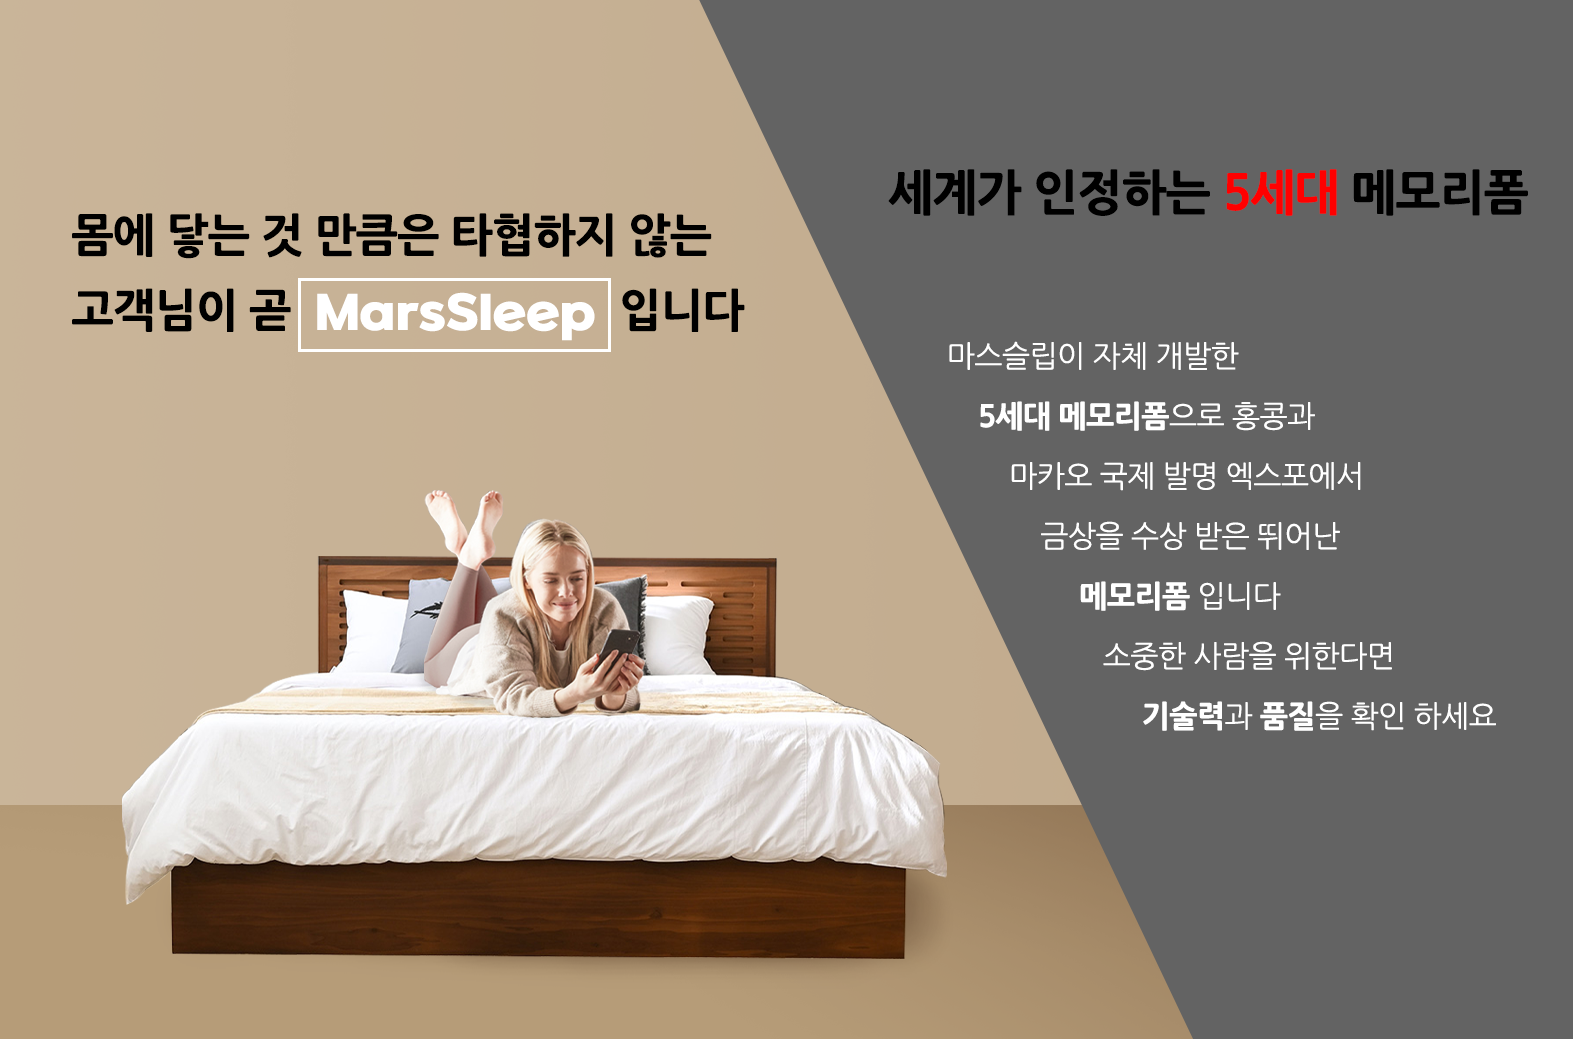 몸에 닿는 것 만큼은 타협하지 않는
고객님이 곧 MarsSleep 입니다
세계가 인정하는 5세대 메모리폼
마스슬립이 자체 개발한
5세대 메모리폼으로 홍콩과
마카오 국제 발명 엑스포에서
금상을 수상 받은 뛰어난
메모리폼 입니다
소중한 사람을 위한다면
기술력과 품질을 확인 하세요